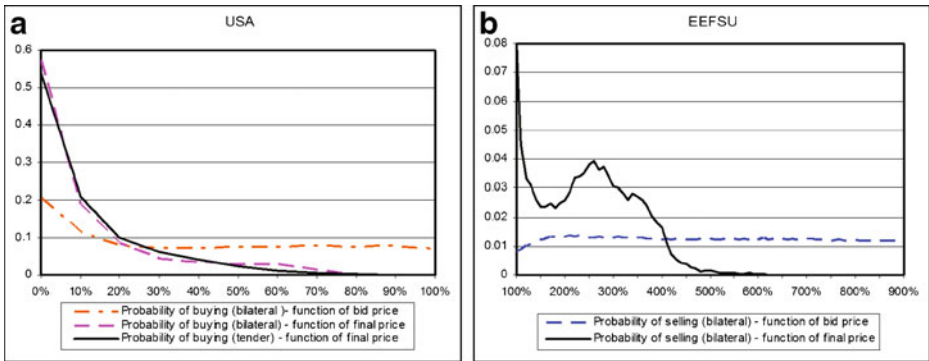 a
USA
0.6
0.5
0.4
0.3
0.2
0.1
0
0% 10% 20% 30% 40% 50% 60% 70% 80% 90% 100%
Probability of buying (bilateral )- function of bid price
Probability of buying (bilateral) - function of final price
Probability of buying (tender) - function of final price
b
EEFSU
0.08
0.07
0.06
0.05
0.04
0.03
0.02
0.01
0
100% 200% 300% 400% 500% 600% 700% 800% 900%
Probability of selling (bilateral) - function of bid price
Probability of selling (bilateral) - function of final price